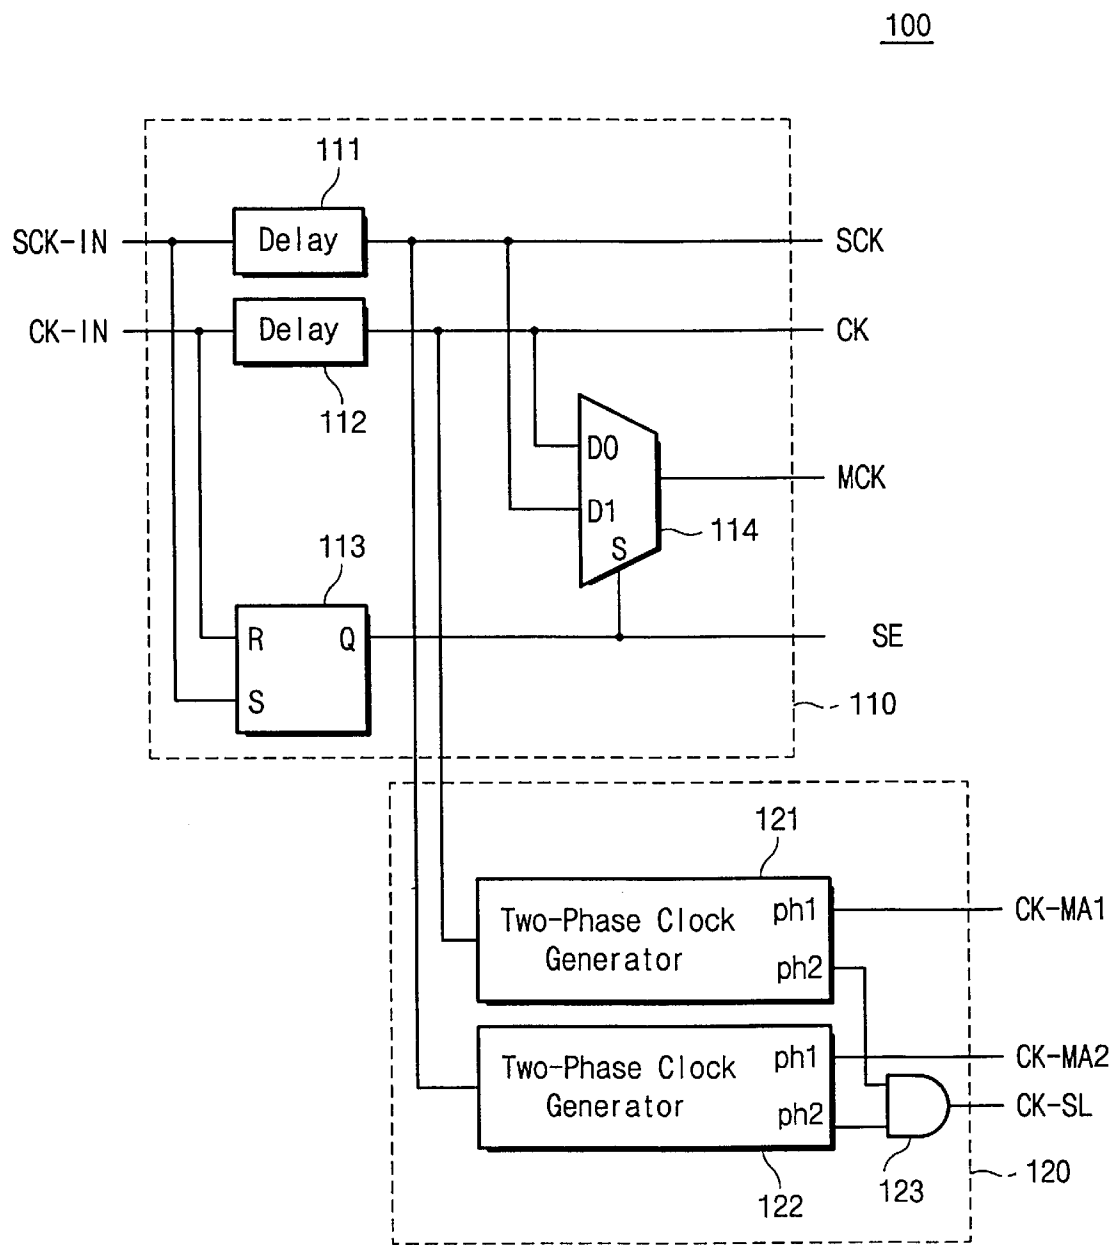 100
111
SCK-IN
Delay
SCK
CK-IN
Delay
CK
112
D0
D1
S
MCK
114
113
R
Q
S
SE
110
121
Two-Phase Clock
Generator
ph1
ph2
CK-MA1
Two-Phase Clock
Generator
ph1
ph2
CK-MA2
CK-SL
123
122
120